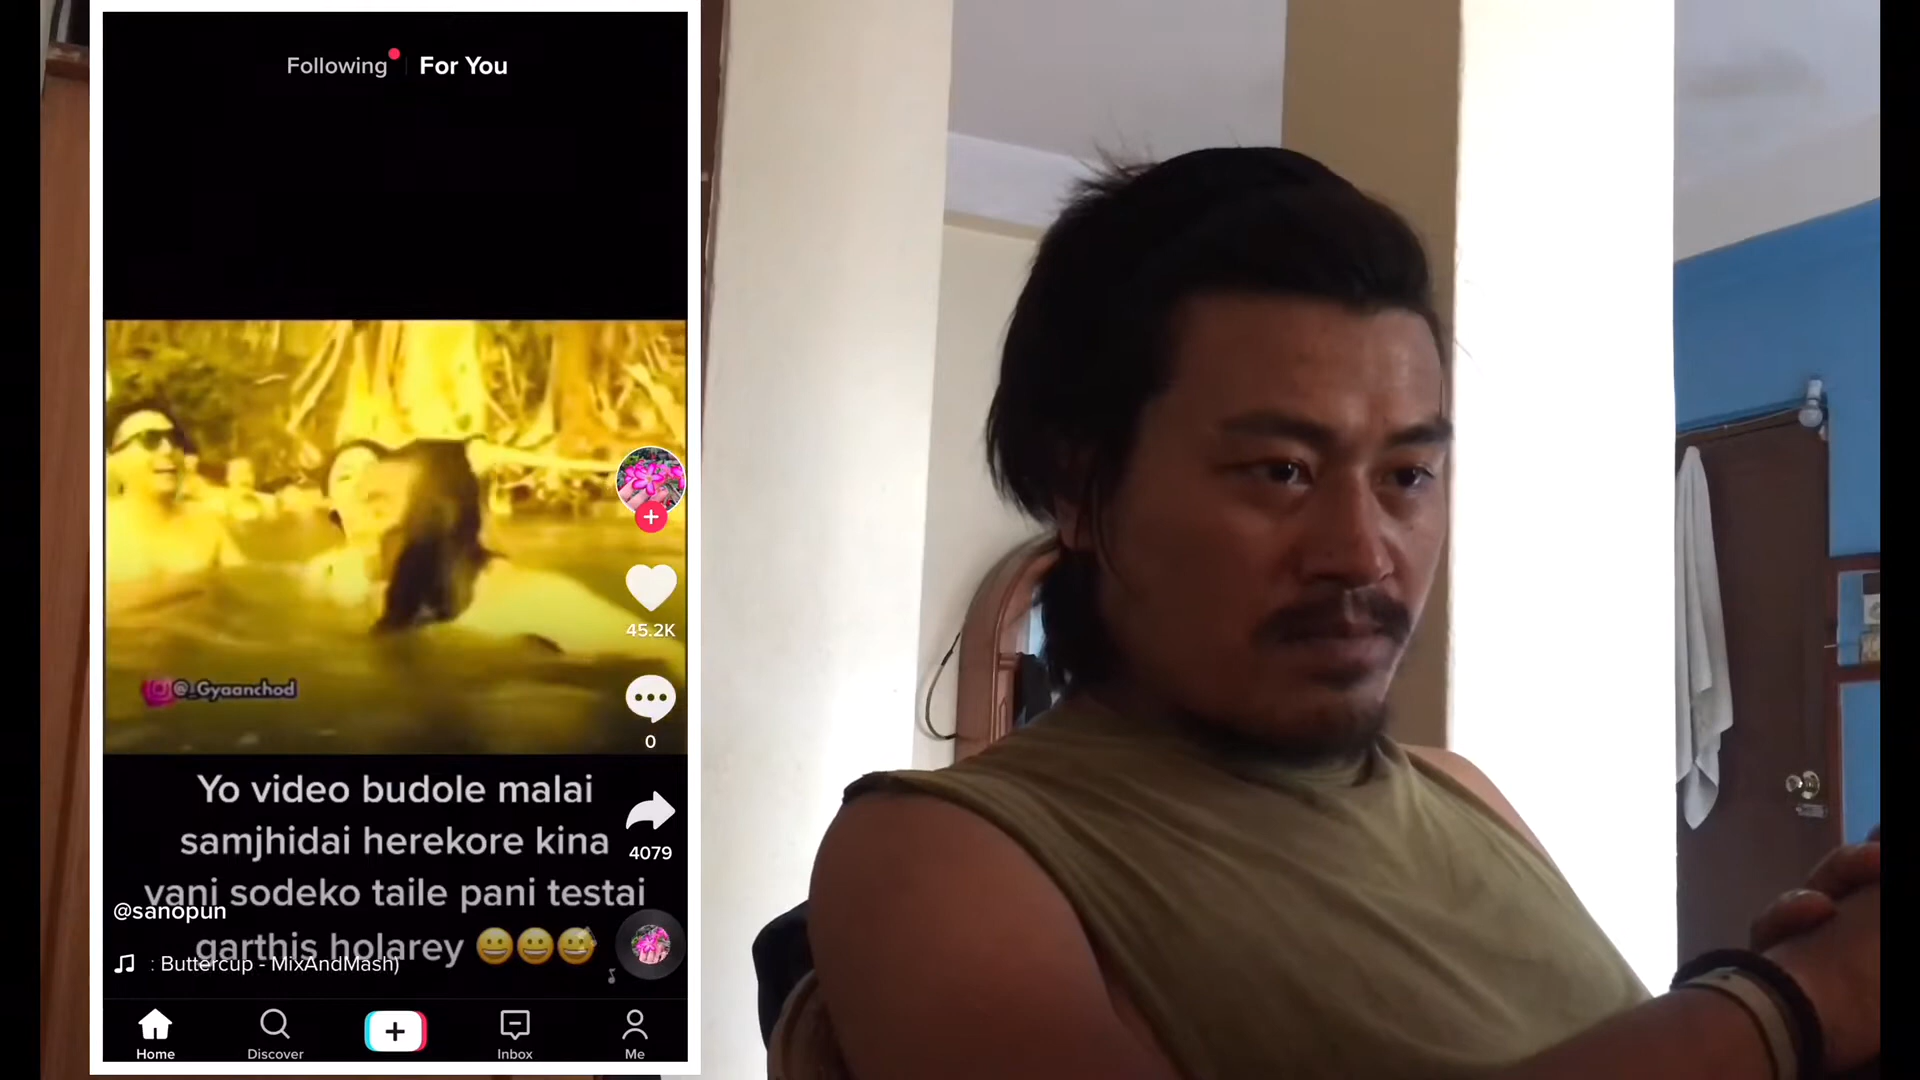 Following
For You
45.2K
@_Gyaanchod
0
Yo video budole malai
samjhidai herekore kina
4079
vani sodeko taile pani testai
@sanopun
garthis holarey 😀😀😅
: Buttercup - MixAndMash)
Home
Discover
Inbox
Me